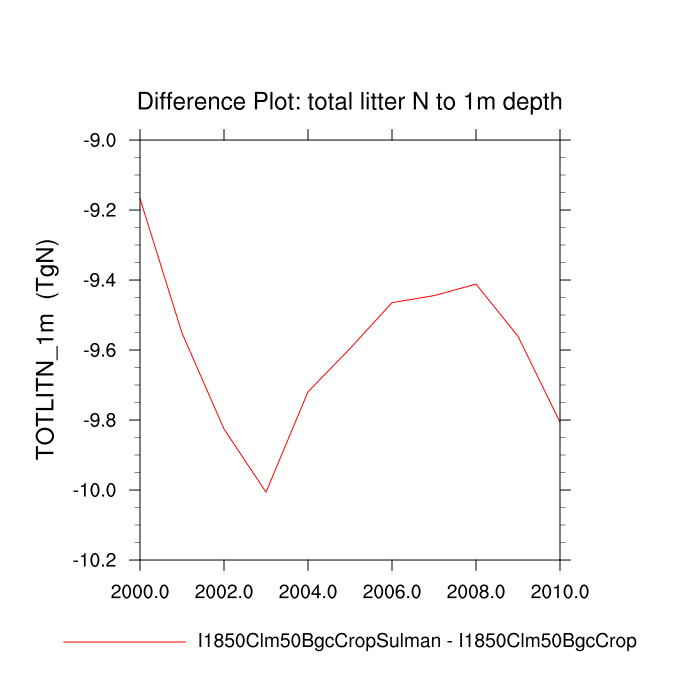 Difference Plot: total litter N to 1m depth
TOTLITN_1m  (TgN)
-9.0
-9.2
-9.4
-9.6
-9.8
-10.0
-10.2
2000.0 2002.0 2004.0 2006.0 2008.0 2010.0
I1850Clm50BgcCropSulman - I1850Clm50BgcCrop